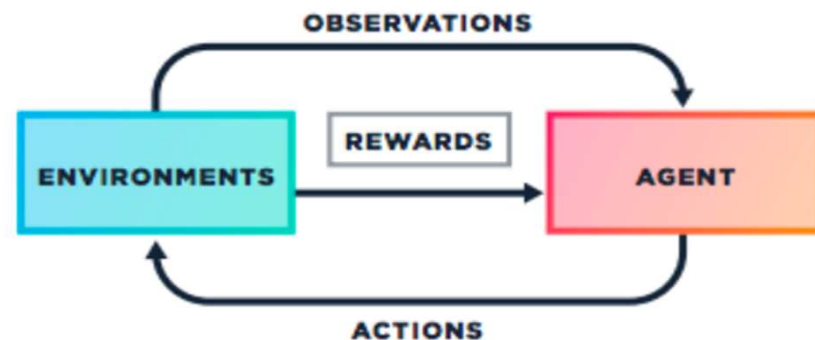 OBSERVATIONS
REWARDS
ENVIRONMENTS
AGENT
ACTIONS